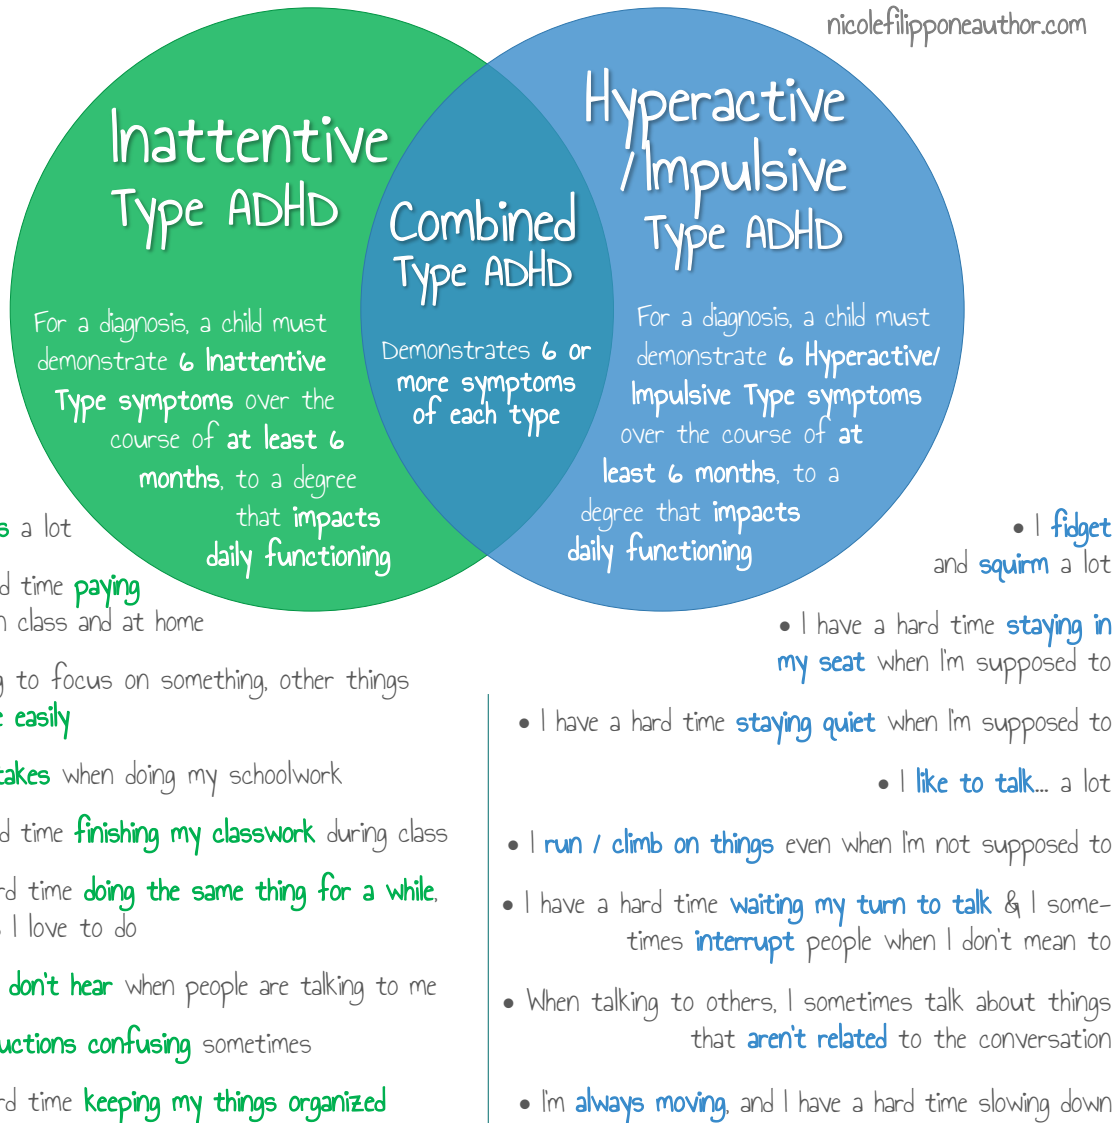 nicolefilipponeauthor.com
Inattentive
Type ADHD
For a diagnosis, a child must
demonstrate 6 Inattentive
Type symptoms over the
course of at least 6
months, to a degree
that impacts
daily functioning
Combined
Type ADHD
Demonstrates 6 or
more symptoms
of each type
Hyperactive
/Impulsive
Type ADHD
For a diagnosis, a child must
demonstrate 6 Hyperactive/
Impulsive Type symptoms
over the course of at
least 6 months, to a
degree that impacts
daily functioning
a lot
time paying
class and at home
to focus on something, other things
easily
when doing my schoolwork
time finishing my classwork during class
time doing the same thing for a while,
I love to do
don't hear when people are talking to me
confusing sometimes
time keeping my things organized
• I fidget
and squirm a lot
• I have a hard time staying in
my seat when I'm supposed to
• I have a hard time staying quiet when I'm supposed to
• I like to talk... a lot
• I run / climb on things even when I'm not supposed to
• I have a hard time waiting my turn to talk & I some-
times interrupt people when I don't mean to
• When talking to others, I sometimes talk about things
that aren't related to the conversation
• I'm always moving, and I have a hard time slowing down